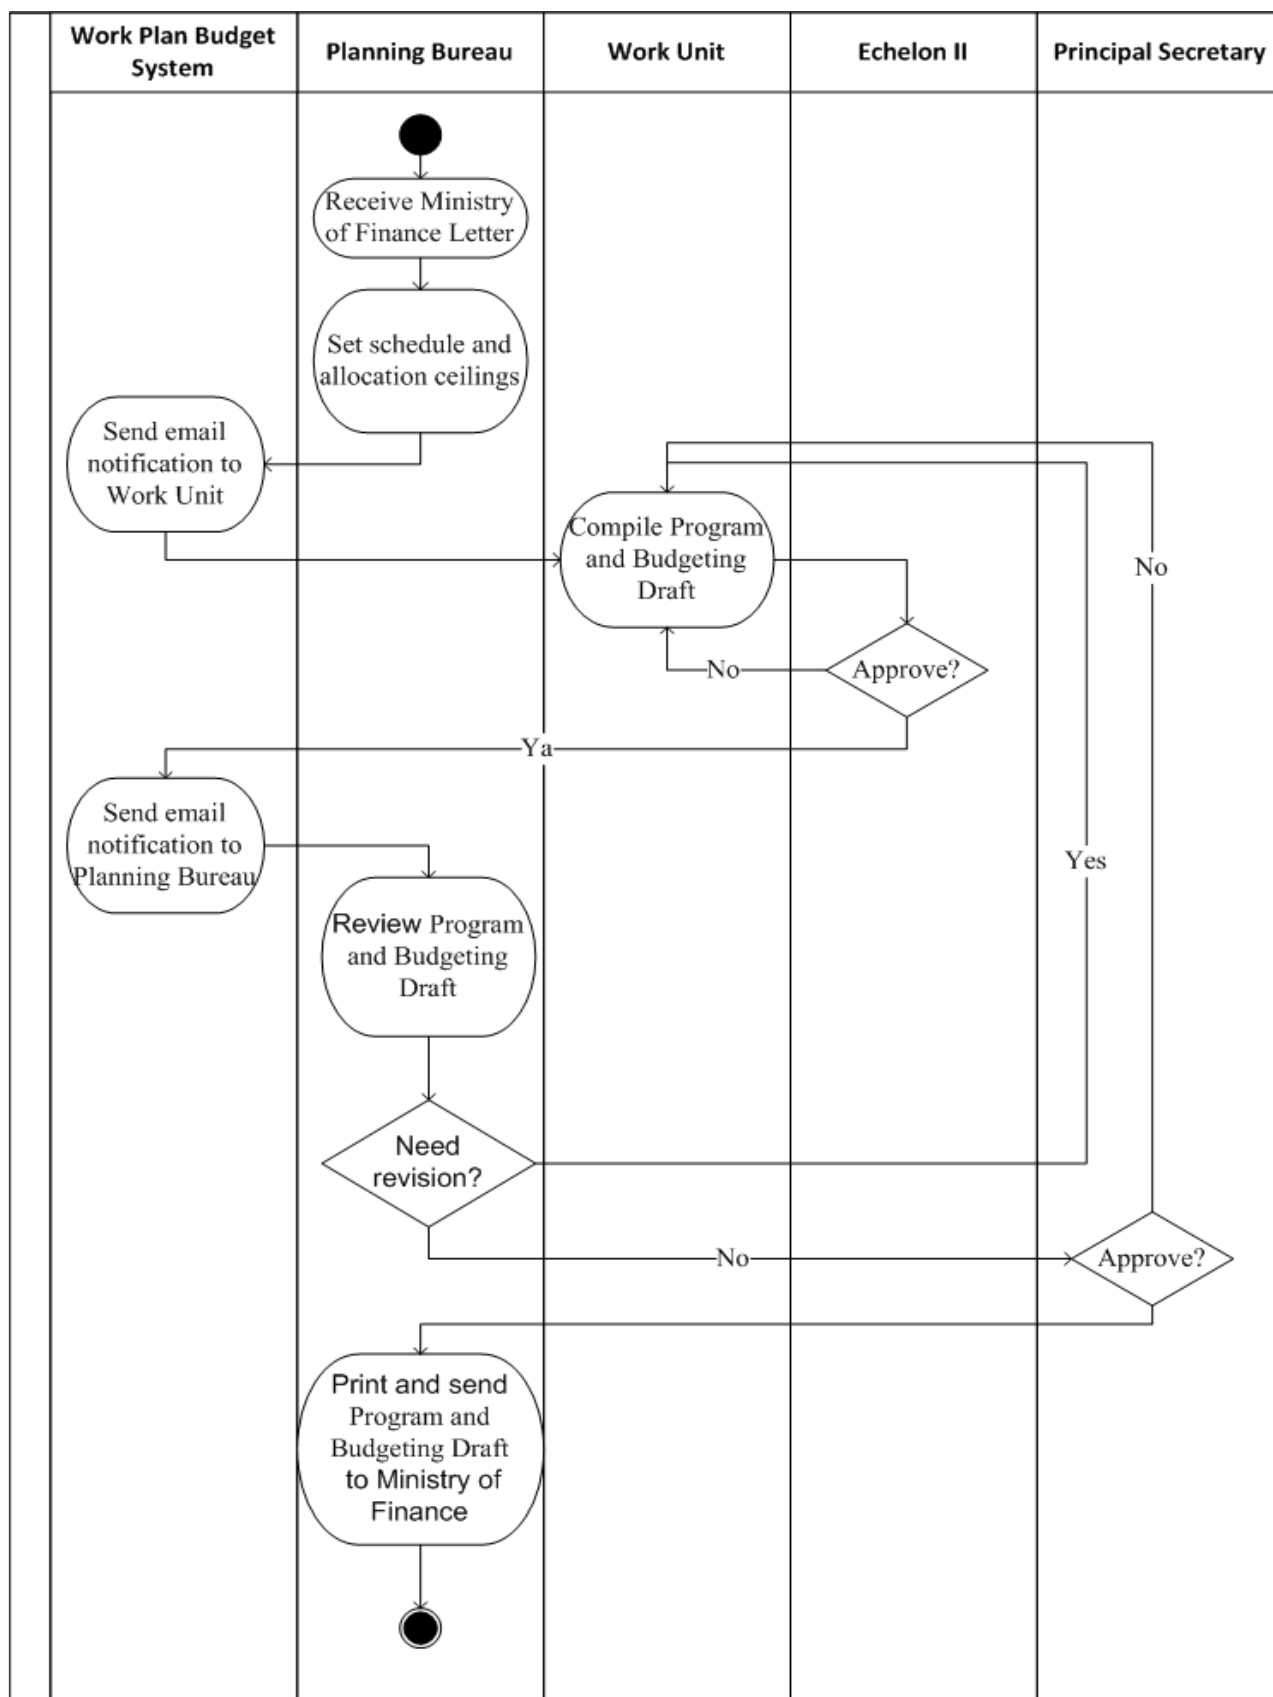 Work Plan Budget
System
Planning Bureau
Work Unit
Echelon II
Principal Secretary
Receive Ministry
of Finance Letter
Set schedule and
allocation ceilings
Send email
notification to
Work Unit
Compile Program
and Budgeting
Draft
No
Approve?
No
Ya
Send email
notification to
Planning Bureau
Yes
Review Program
and Budgeting
Draft
Need
revision?
No
Approve?
Print and send
Program and
Budgeting Draft
to Ministry of
Finance